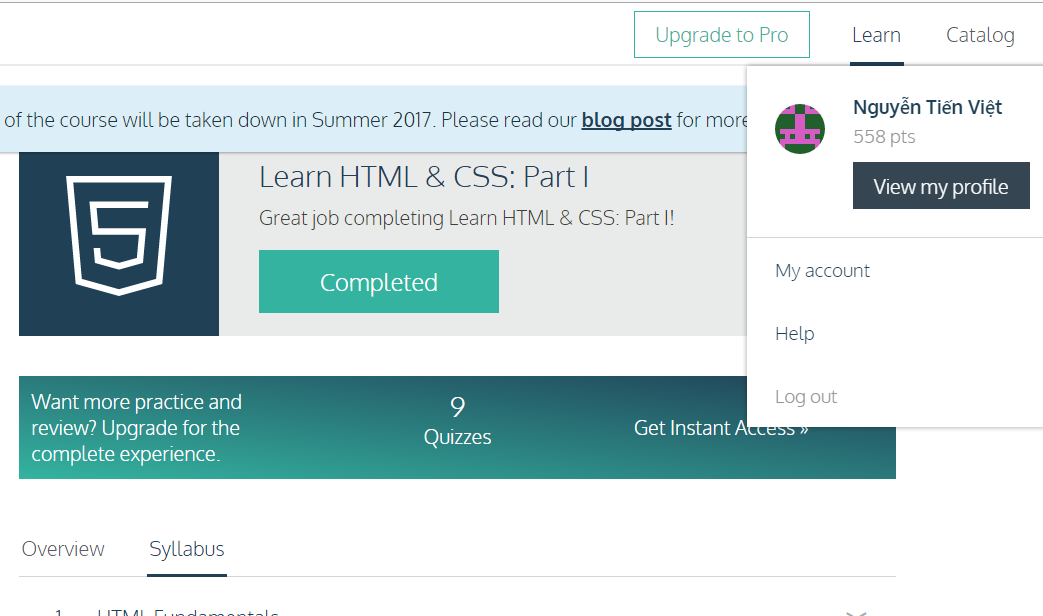 Upgrade to Pro
Learn
Catalog
of the course will be taken down in Summer 2017. Please read our blog post for more
Nguyễn Tiến Việt
558 pts
View my profile
My account
Help
Log out
Learn HTML & CSS: Part I
Great job completing Learn HTML & CSS: Part I!
Completed
Want more practice and
review? Upgrade for the
complete experience.
9
Quizzes
Get Instant Access »
Overview
Syllabus
1 HTML Fundamentals